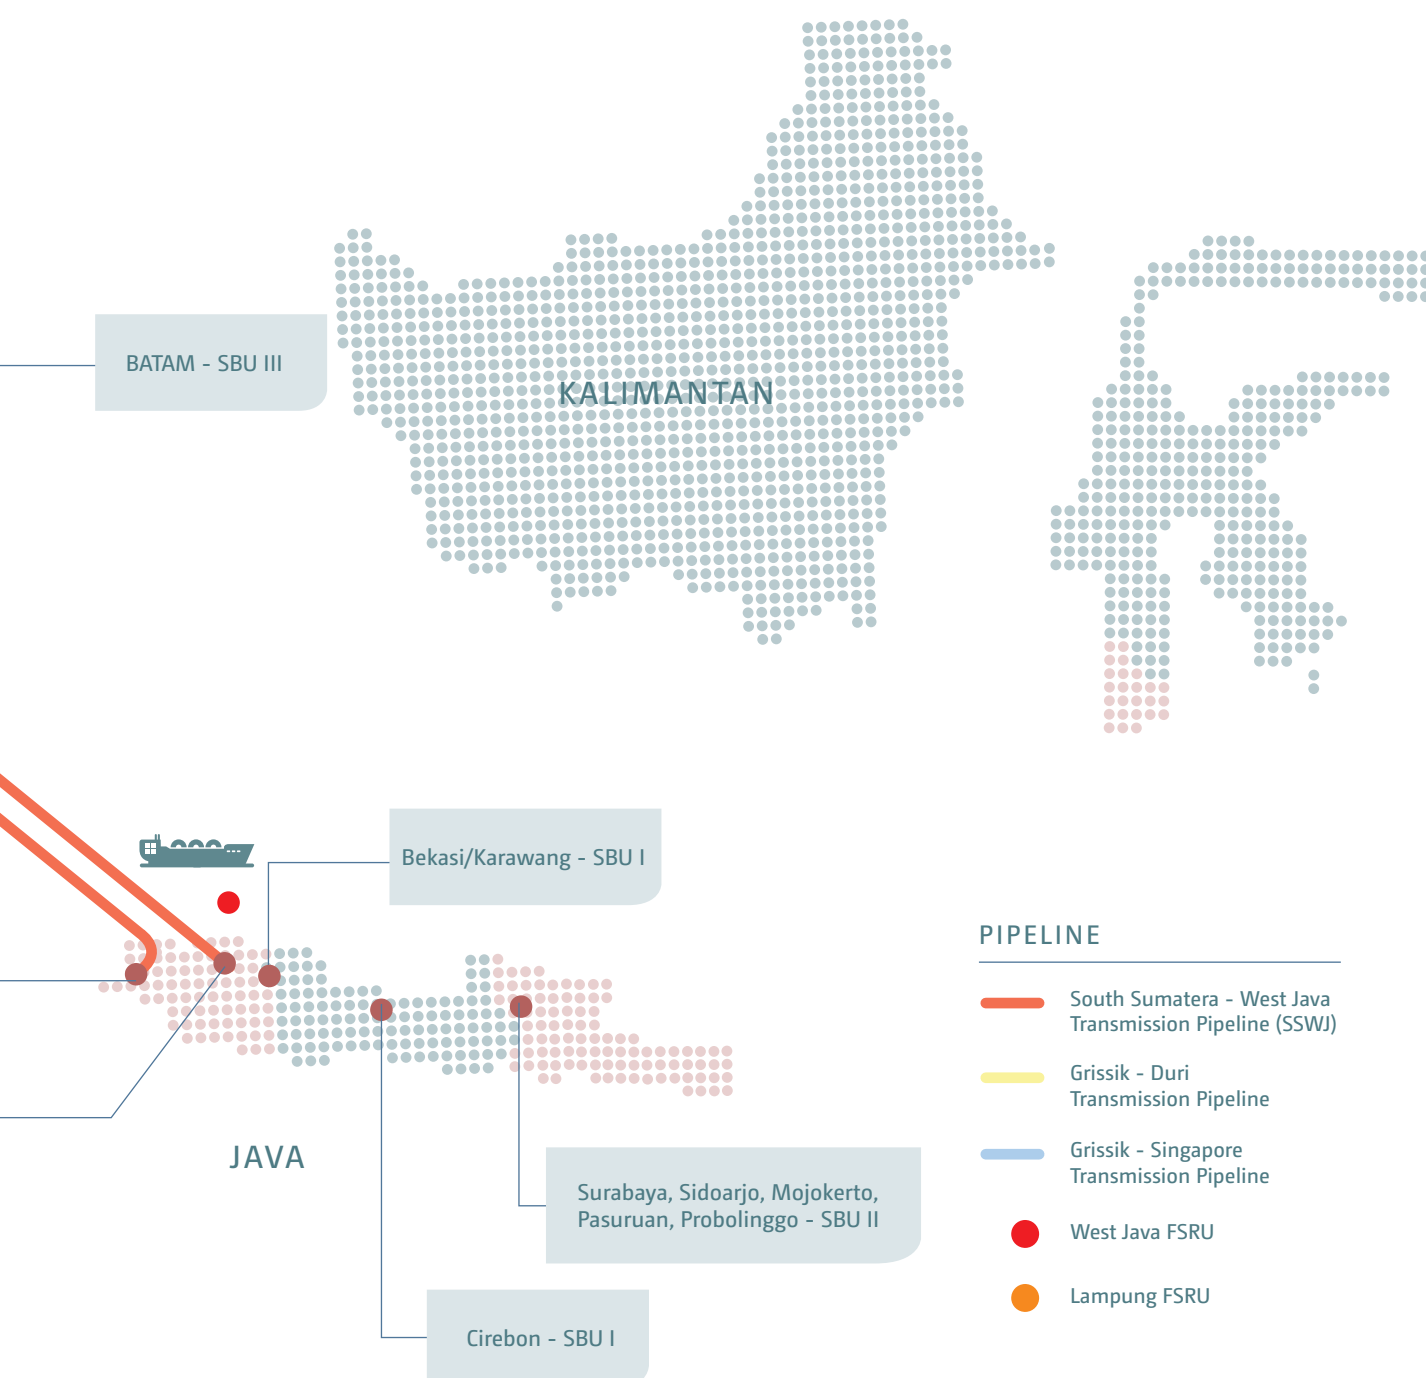 KALIMANTAN
BATAM - SBU III
Bekasi/Karawang - SBU I
JAVA
Surabaya, Sidoarjo, Mojokerto,
Pasuruan, Probolinggo - SBU II
Cirebon - SBU I
PIPELINE
South Sumatera - West Java
Transmission Pipeline (SSWJ)
Grissik - Duri
Transmission Pipeline
Grissik - Singapore
Transmission Pipeline
West Java FSRU
Lampung FSRU